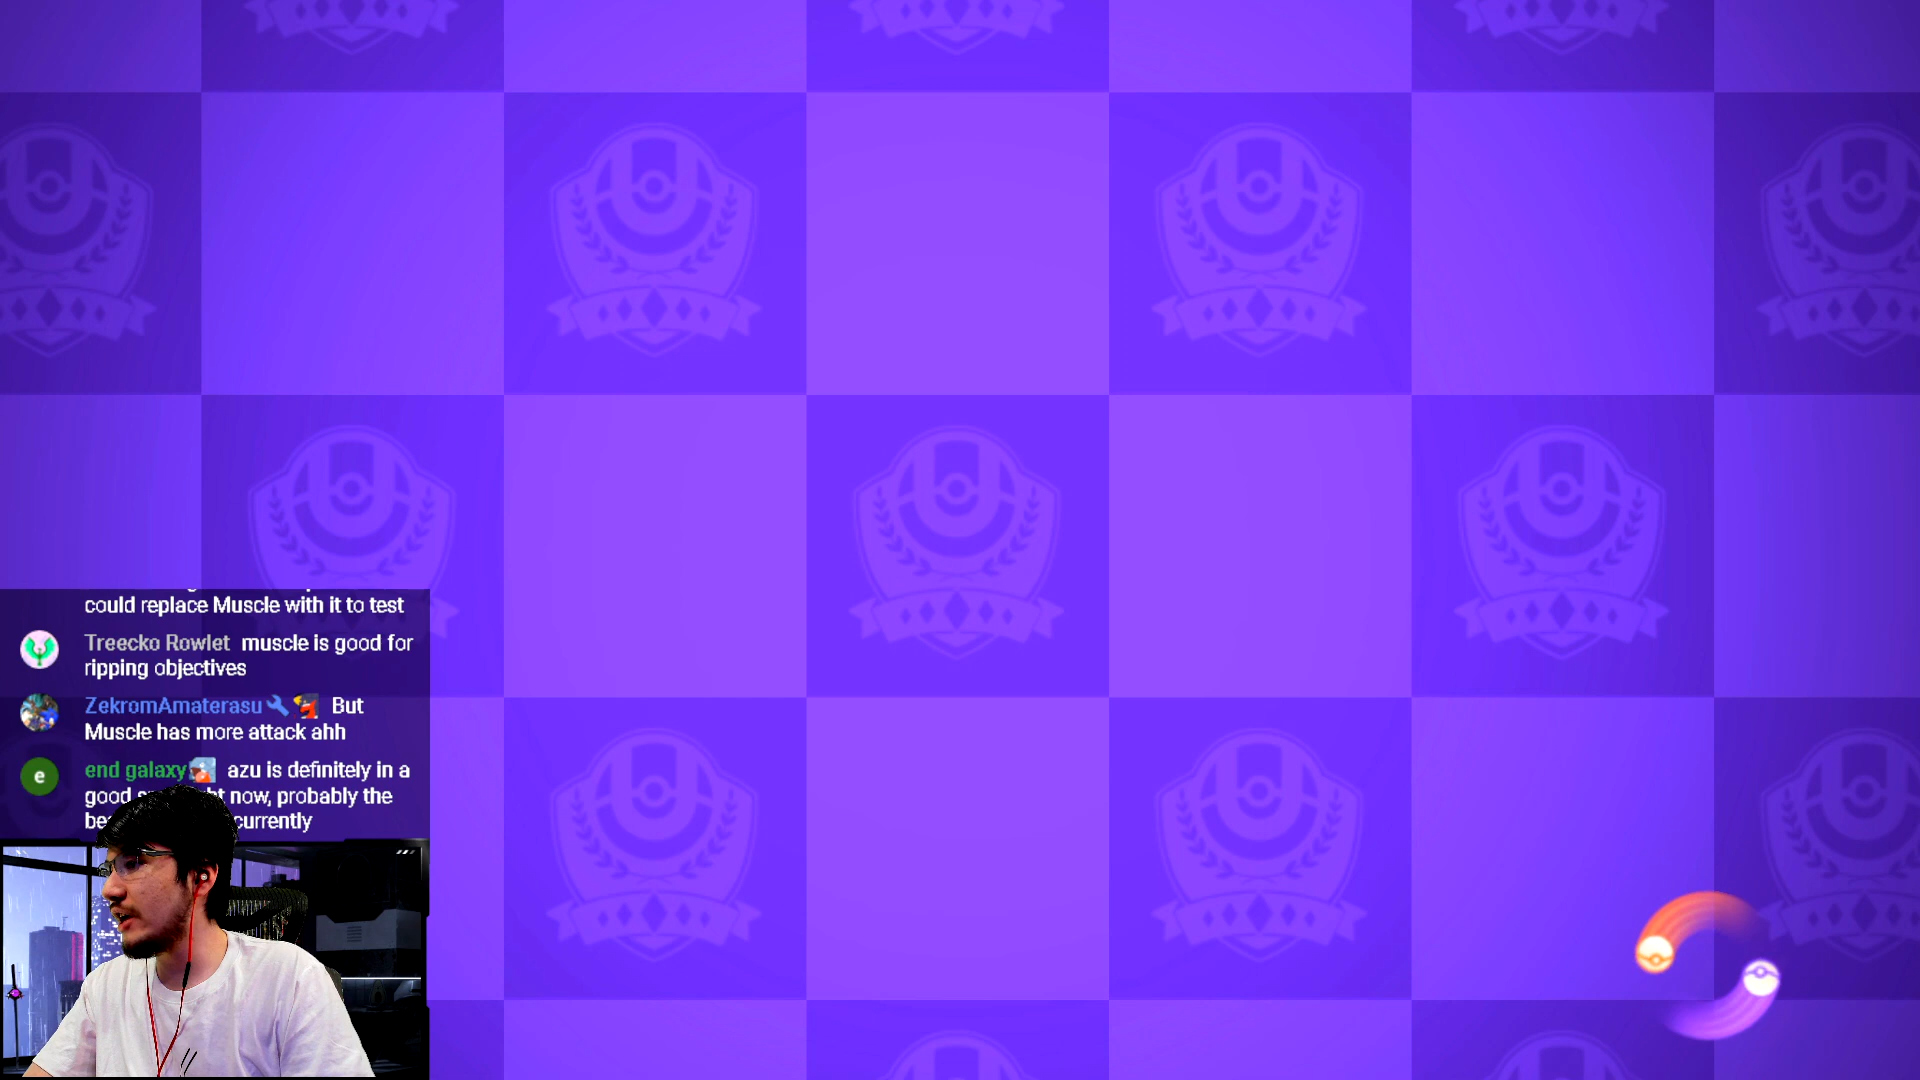 could replace Muscle with it to test
Treecko Rowlet muscle is good for
ripping objectives
ZekromAmaterasu But
Muscle has more attack ahh
e
end galaxy azu is definitely in a
good now, probably the
currently